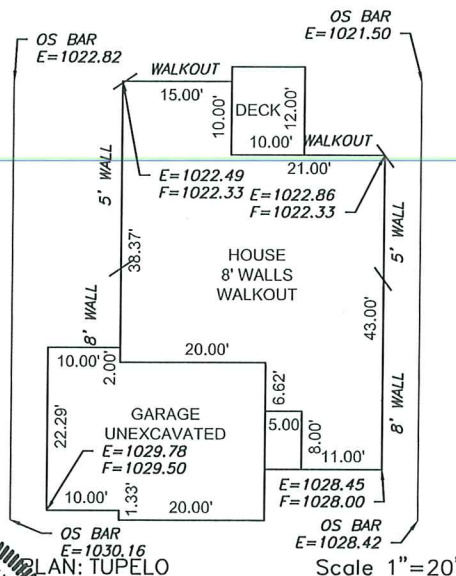 OS BAR
E=1022.82
OS BAR
E=1021.50
WALKOUT
15.00'
10.00'
DECK
12.00'
10.00'
WALKOUT
21.00'
E=1022.49
F=1022.33
E=1022.86
F=1022.33
5' WALL
5' WALL
38.37'
HOUSE
8' WALLS
WALKOUT
43.00'
8' WALL
8' WALL
10.00'
2.00'
20.00'
6.62'
22.29'
GARAGE
UNEXCAVATED
5.00
8.00'
E=1029.78
F=1029.50
11.00'
10.00'
1.33'
20.00'
E=1028.45
F=1028.00
OS BAR
E=1030.16
OS BAR
E=1028.42
PLAN: TUPELO
Scale 1"=20'